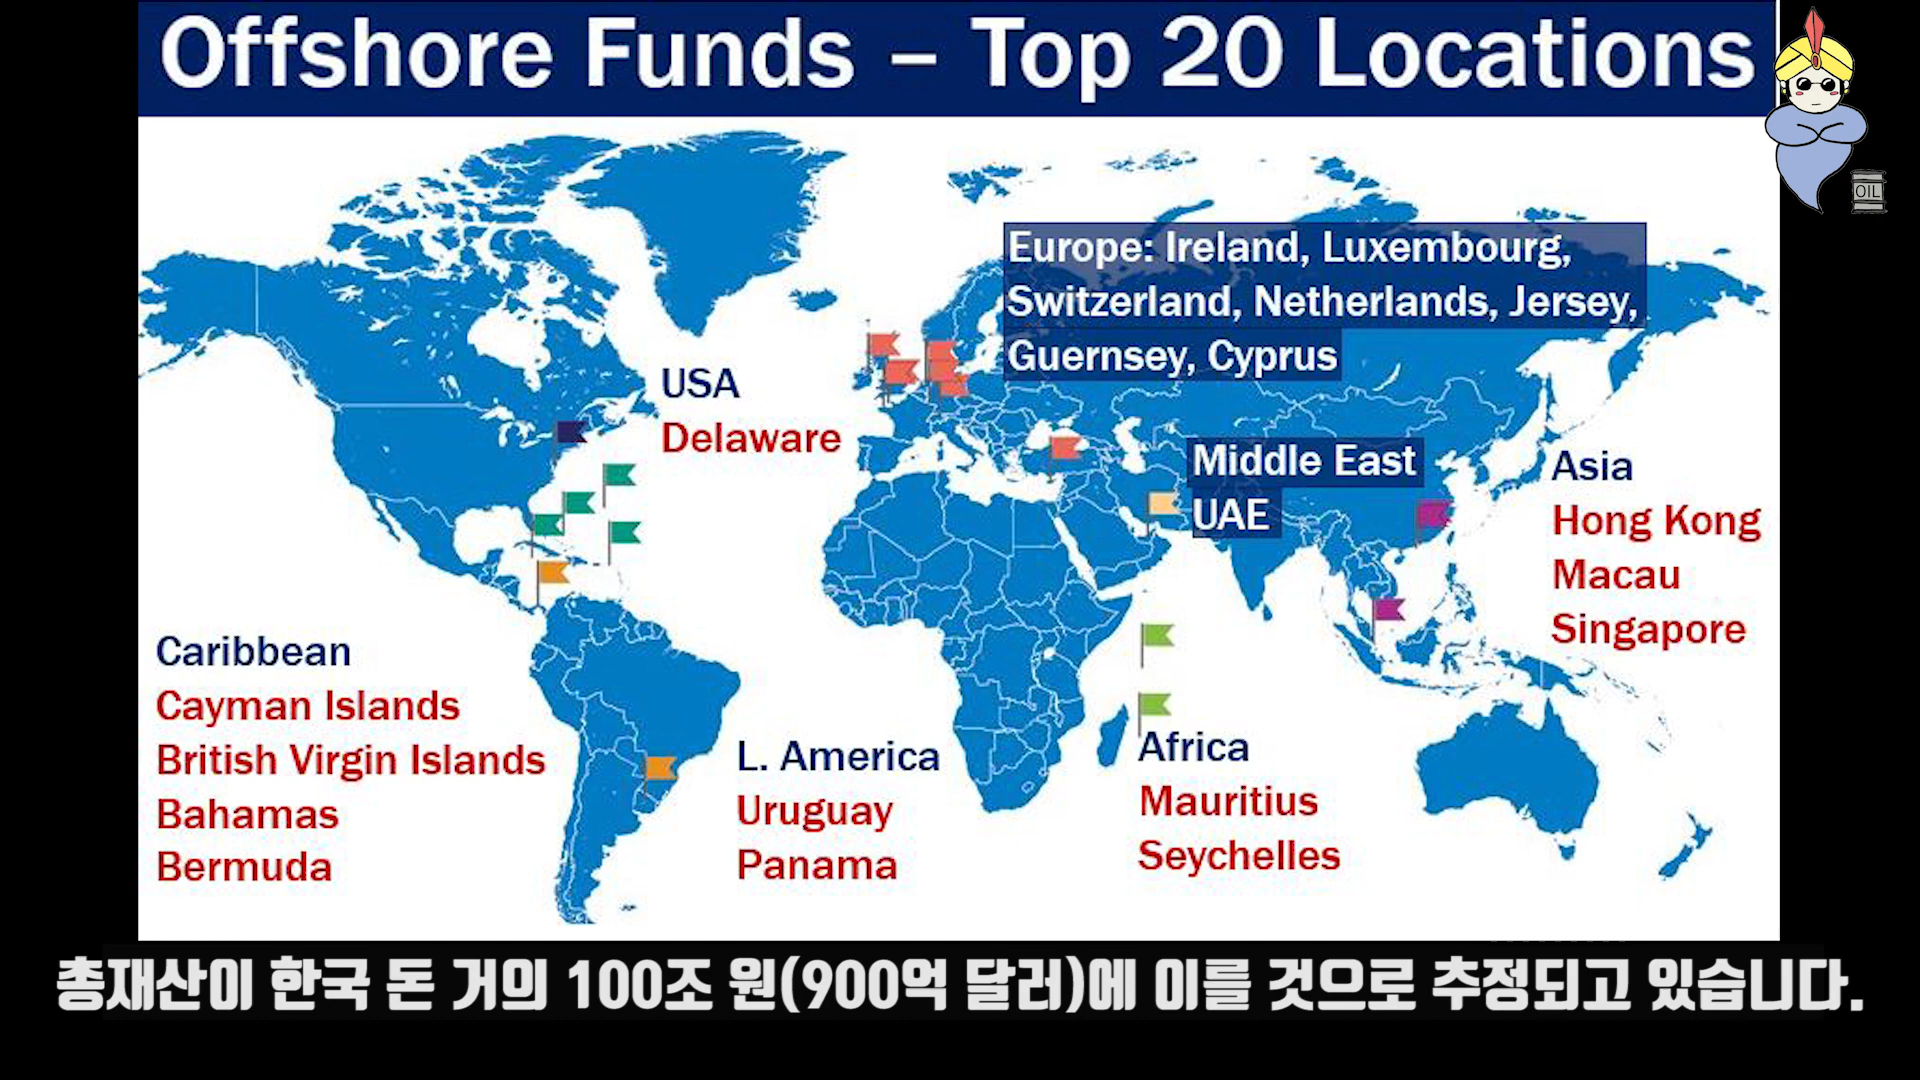 Offshore Funds – Top 20 Locations
OIL
Europe: Ireland, Luxembourg,
Switzerland, Netherlands, Jersey,
Guernsey, Cyprus
USA
Delaware
Middle East
UAE
Asia
Hong Kong
Macau
Singapore
Caribbean
Cayman Islands
British Virgin Islands
Bahamas
Bermuda
L. America
Uruguay
Panama
Africa
Mauritius
Seychelles
총재산이 한국 돈 거의 100조 원(900억 달러)에 이를 것으로 추정되고 있습니다.